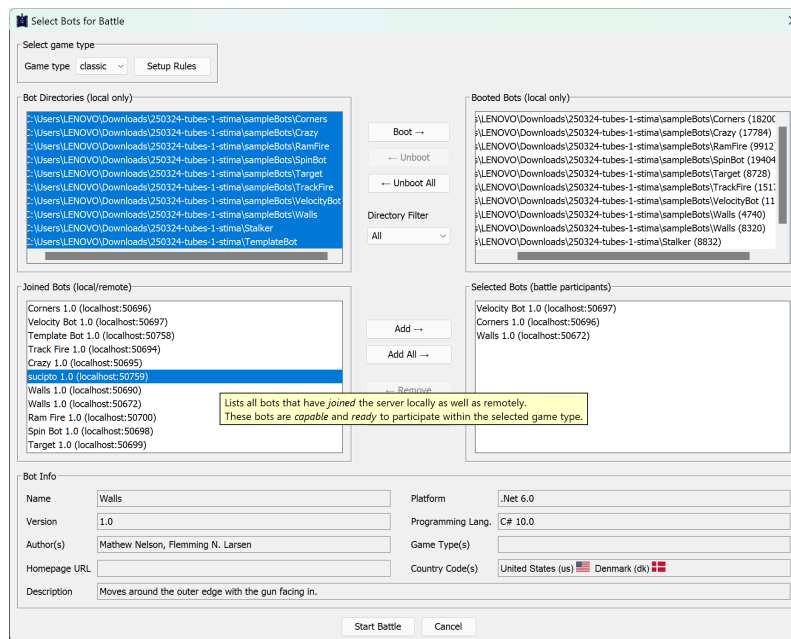 Select Bots for Battle
Select game type
Game type classic Setup Rules
Bot Directories (local only)
C:\Users\LENOVO\Downloads\250324-tubes-1-stima\sampleBots\Corners
C:\Users\LENOVO\Downloads\250324-tubes-1-stima\sampleBots\Crazy
C:\Users\LENOVO\Downloads\250324-tubes-1-stima\sampleBots\RamFire
C:\Users\LENOVO\Downloads\250324-tubes-1-stima\sampleBots\SpinBot
C:\Users\LENOVO\Downloads\250324-tubes-1-stima\sampleBots\Target
C:\Users\LENOVO\Downloads\250324-tubes-1-stima\sampleBots\TrackFire
C:\Users\LENOVO\Downloads\250324-tubes-1-stima\sampleBots\VelocityBot
C:\Users\LENOVO\Downloads\250324-tubes-1-stima\sampleBots\Walls
C:\Users\LENOVO\Downloads\250324-tubes-1-stima\Stalker
C:\Users\LENOVO\Downloads\250324-tubes-1-stima\TemplateBot
Boot →
← Unboot
← Unboot All
Directory Filter
All
Booted Bots (local only)
s\LENOVO\Downloads\250324-tubes-1-stima\sampleBots\Corners (18200
s\LENOVO\Downloads\250324-tubes-1-stima\sampleBots\Crazy (17784)
s\LENOVO\Downloads\250324-tubes-1-stima\sampleBots\RamFire (9912
s\LENOVO\Downloads\250324-tubes-1-stima\sampleBots\SpinBot (19404
s\LENOVO\Downloads\250324-tubes-1-stima\sampleBots\Target (8728)
s\LENOVO\Downloads\250324-tubes-1-stima\sampleBots\TrackFire (151
s\LENOVO\Downloads\250324-tubes-1-stima\sampleBots\VelocityBot (11
s\LENOVO\Downloads\250324-tubes-1-stima\sampleBots\Walls (4740)
s\LENOVO\Downloads\250324-tubes-1-stima\sampleBots\Walls (8320)
s\LENOVO\Downloads\250324-tubes-1-stima\Stalker (8832)
Joined Bots (local/remote)
Corners 1.0 (localhost:50696)
Velocity Bot 1.0 (localhost:50697)
Template Bot 1.0 (localhost:50758)
Track Fire 1.0 (localhost:50694)
Crazy 1.0 (localhost:50695)
sucipto 1.0 (localhost:50759)
Walls 1.0 (localhost:50690)
Walls 1.0 (localhost:50672)
Ram Fire 1.0 (localhost:50700)
Spin Bot 1.0 (localhost:50698)
Target 1.0 (localhost:50699)
Add →
Add All →
← Remove
Selected Bots (battle participants)
Velocity Bot 1.0 (localhost:50697)
Corners 1.0 (localhost:50696)
Walls 1.0 (localhost:50672)
Lists all bots that have joined the server locally as well as remotely.
These bots are capable and ready to participate within the selected game type.
Bot Info
Name Walls Platform .Net 6.0
Version 1.0 Programming Lang. C# 10.0
Author(s) Mathew Nelson, Flemming N. Larsen Game Type(s)
Homepage URL Country Code(s) United States (us) Denmark (dk)
Description Moves around the outer edge with the gun facing in.
Start Battle Cancel